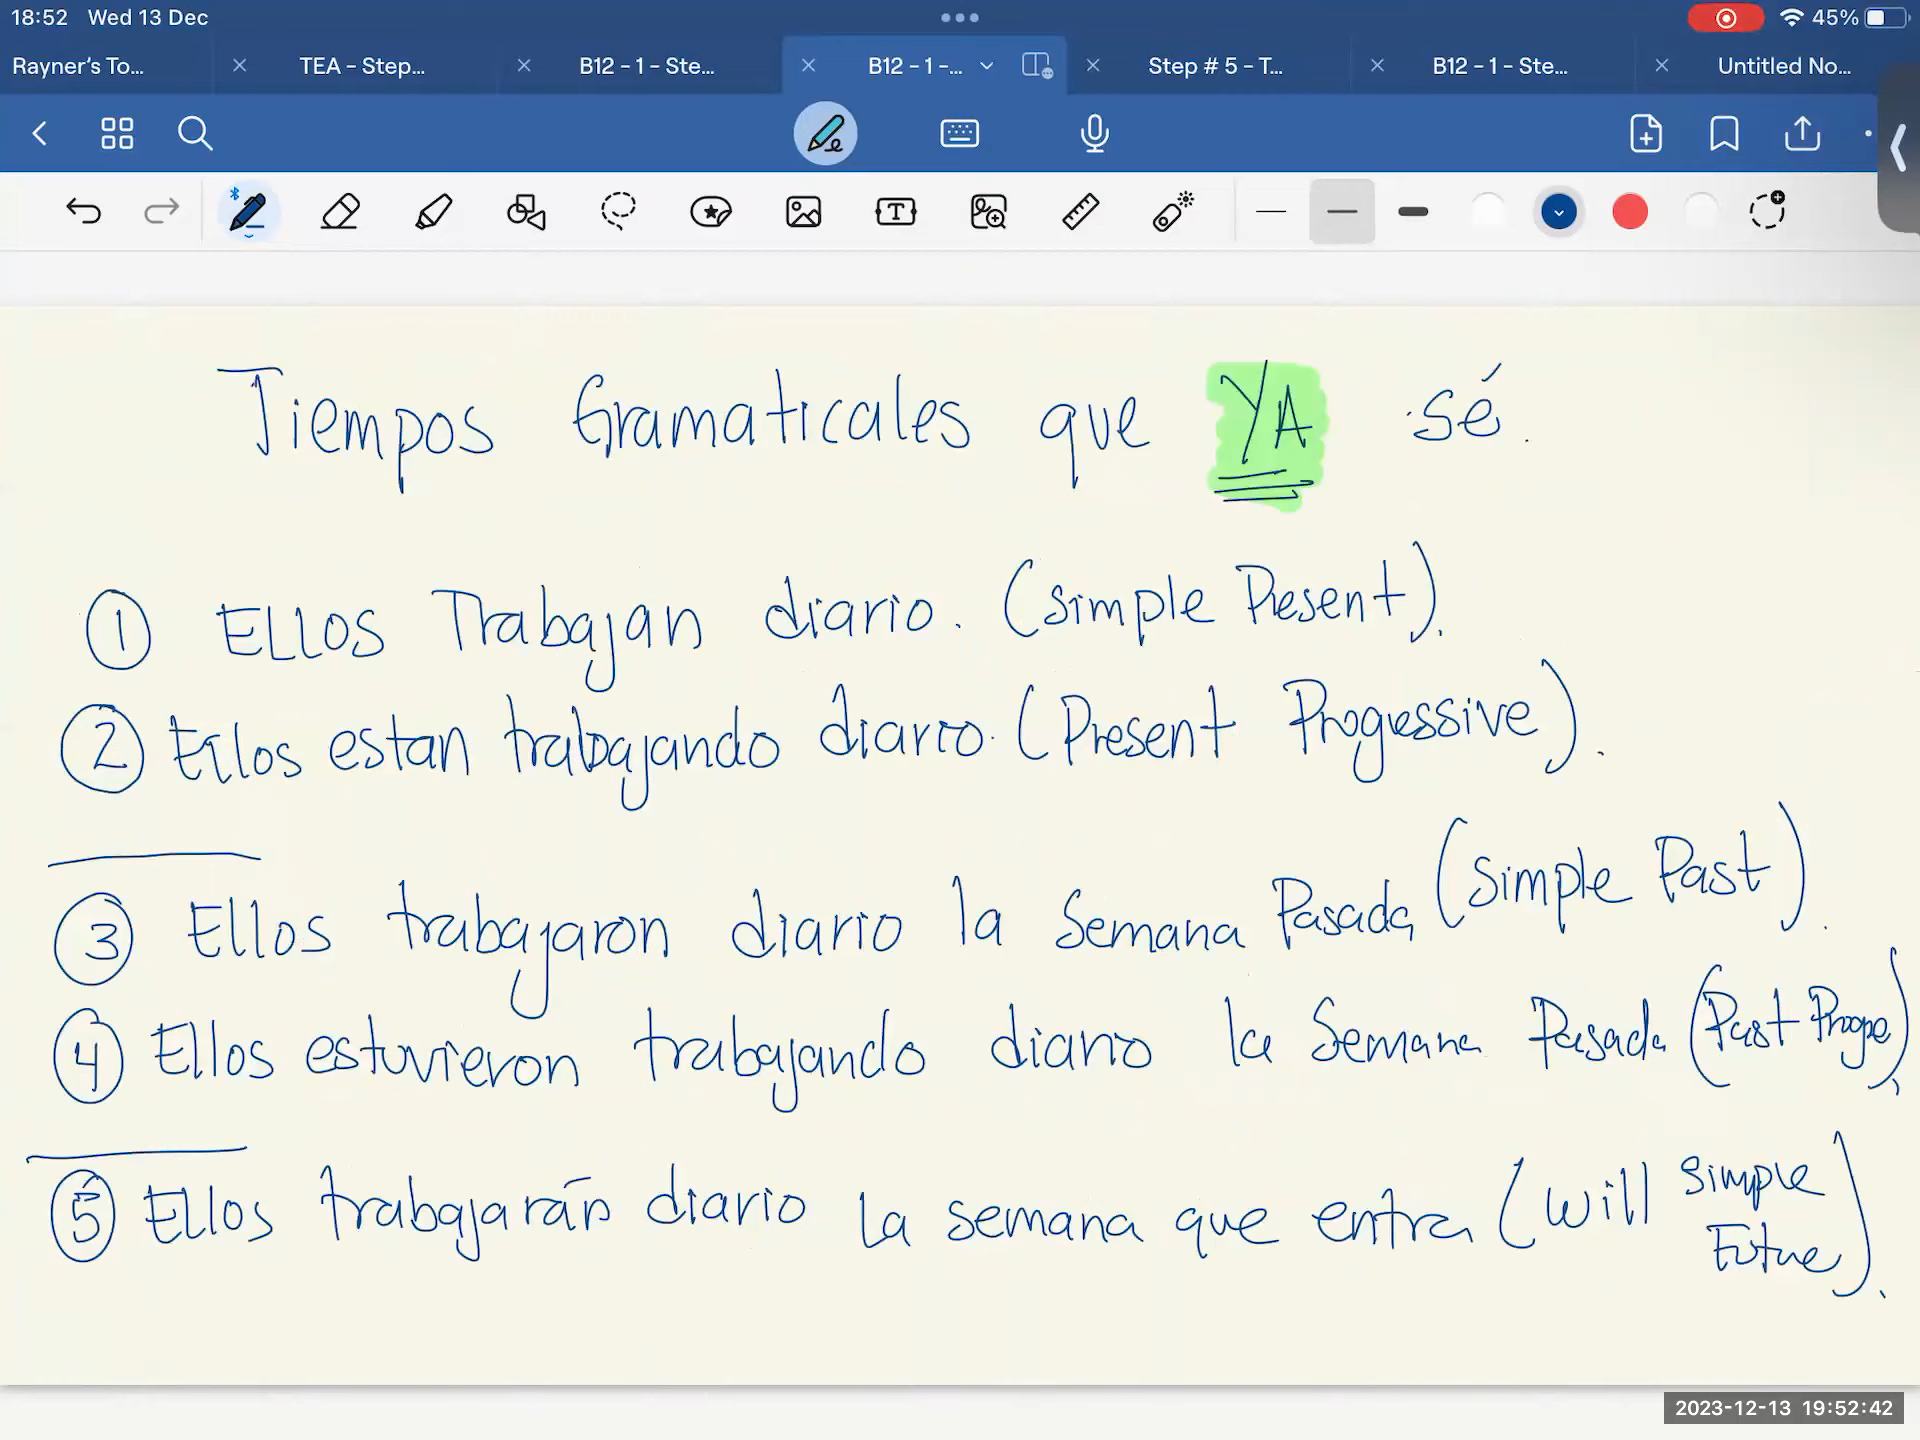 18:52 Wed 13 Dec 45%
Rayner's To... TEA - Step... B12 - 1 - Ste... B12 - 1 -... Step # 5 - T... B12 - 1 - Ste... Untitled No...
Tiempos Gramaticales que YA sé.
1 ELLOS Trabajan diario. (Simple Present).
2 Ellos estan trabajando diario. (Present Progressive).
3 Ellos trabajaron diario la Semana Pasada (Simple Past).
4 Ellos estuvieron trabajando diario la Semana Pasada (Past Progre).
5 Ellos trabajarán diario la semana que entra (will simple
Future).
2023-12-13 19:52:42